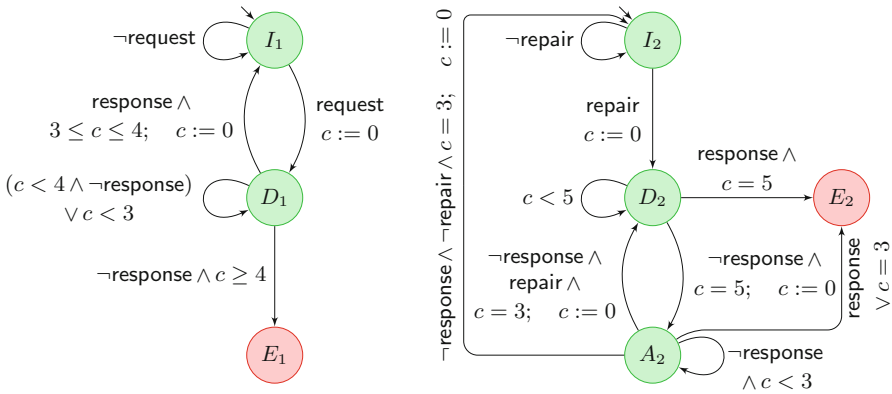 I₁
¬request
response ∧
3 ≤ c ≤ 4; c := 0
request
c := 0
(c < 4 ∧ ¬response)
∨ c < 3
D₁
¬response ∧ c ≥ 4
E₁
¬response ∧ ¬repair ∧ c = 3; c := 0
I₂
¬repair
repair
c := 0
response ∧
c = 5
c < 5
D₂
E₂
¬response ∧
repair ∧
c = 3; c := 0
¬response ∧
c = 5; c := 0
response
∨ c = 3
A₂
¬response
∧ c < 3